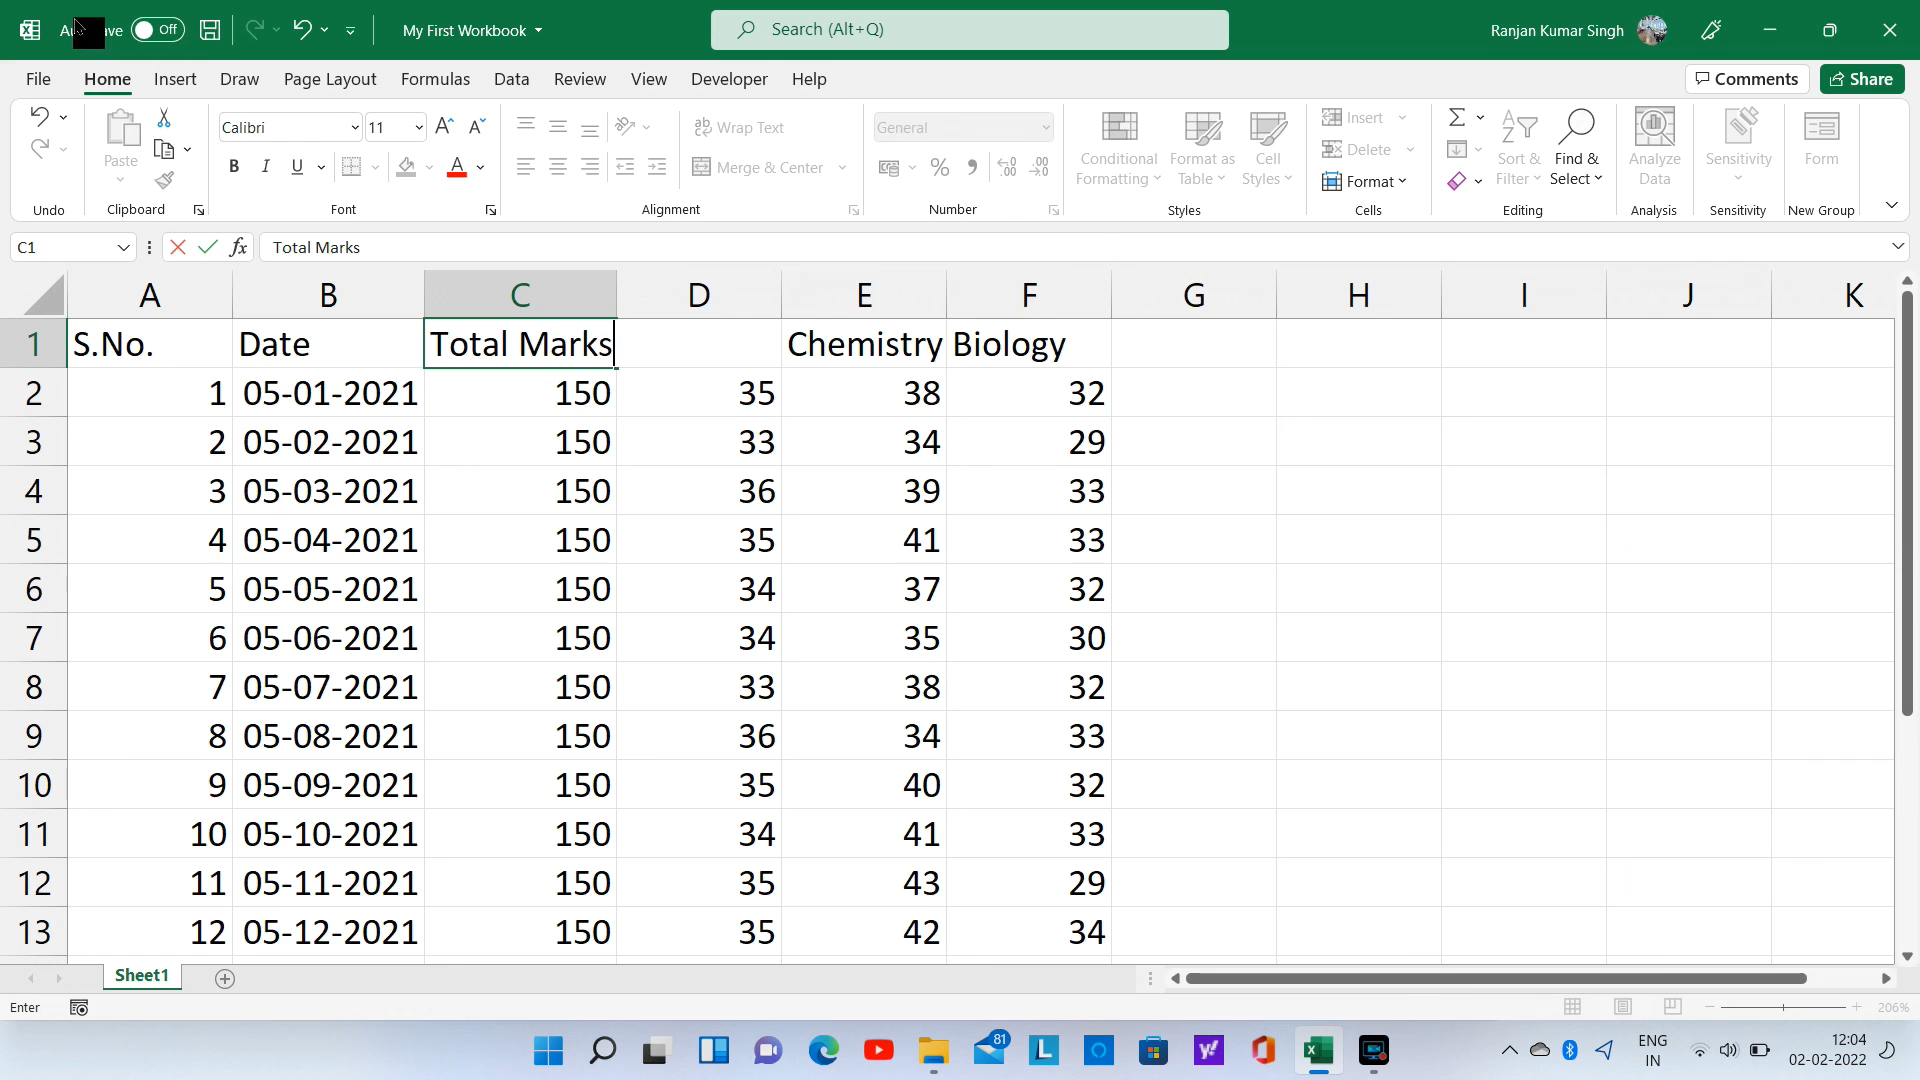 Off
My First Workbook
Search (Alt+Q)
Ranjan Kumar Singh
File Home Insert Draw Page Layout Formulas Data Review View Developer Help
Comments Share
Calibri 11
Wrap Text
General
Paste
B I U
Merge & Center
Conditional Formatting
Format as Table
Cell Styles
Insert
Delete
Format
Sort & Filter
Find & Select
Analyze Data
Sensitivity
Form
Undo Clipboard Font Alignment Number Styles Cells Editing Analysis Sensitivity New Group
C1 fx Total Marks
A B C D E F G H I J K
1 S.No. Date Total Marks Chemistry Biology
2 1 05-01-2021 150 35 38 32
3 2 05-02-2021 150 33 34 29
4 3 05-03-2021 150 36 39 33
5 4 05-04-2021 150 35 41 33
6 5 05-05-2021 150 34 37 32
7 6 05-06-2021 150 34 35 30
8 7 05-07-2021 150 33 38 32
9 8 05-08-2021 150 36 34 33
10 9 05-09-2021 150 35 40 32
11 10 05-10-2021 150 34 41 33
12 11 05-11-2021 150 35 43 29
13 12 05-12-2021 150 35 42 34
Sheet1
Enter
206%
81
ENG
IN
12:04
02-02-2022